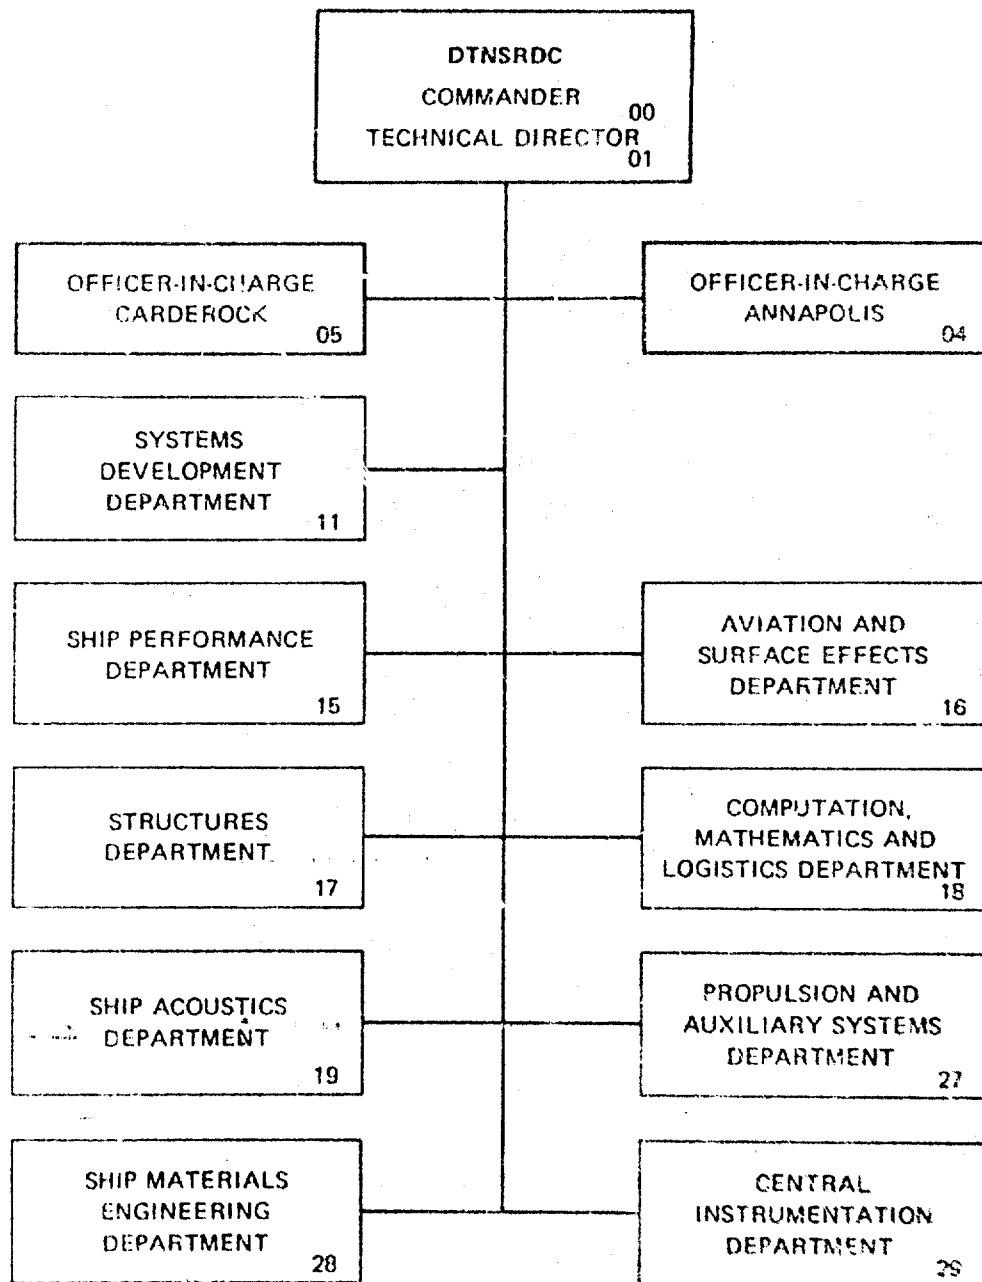 DTNSRDC
COMMANDER
00
TECHNICAL DIRECTOR
01
OFFICER-IN-CHARGE
CARDEROCK
05
OFFICER-IN-CHARGE
ANNAPOLIS
04
SYSTEMS
DEVELOPMENT
DEPARTMENT
11
SHIP PERFORMANCE
DEPARTMENT
15
AVIATION AND
SURFACE EFFECTS
DEPARTMENT
16
STRUCTURES
DEPARTMENT
17
COMPUTATION,
MATHEMATICS AND
LOGISTICS DEPARTMENT
18
SHIP ACOUSTICS
DEPARTMENT
19
PROPULSION AND
AUXILIARY SYSTEMS
DEPARTMENT
27
SHIP MATERIALS
ENGINEERING
DEPARTMENT
28
CENTRAL
INSTRUMENTATION
DEPARTMENT
29